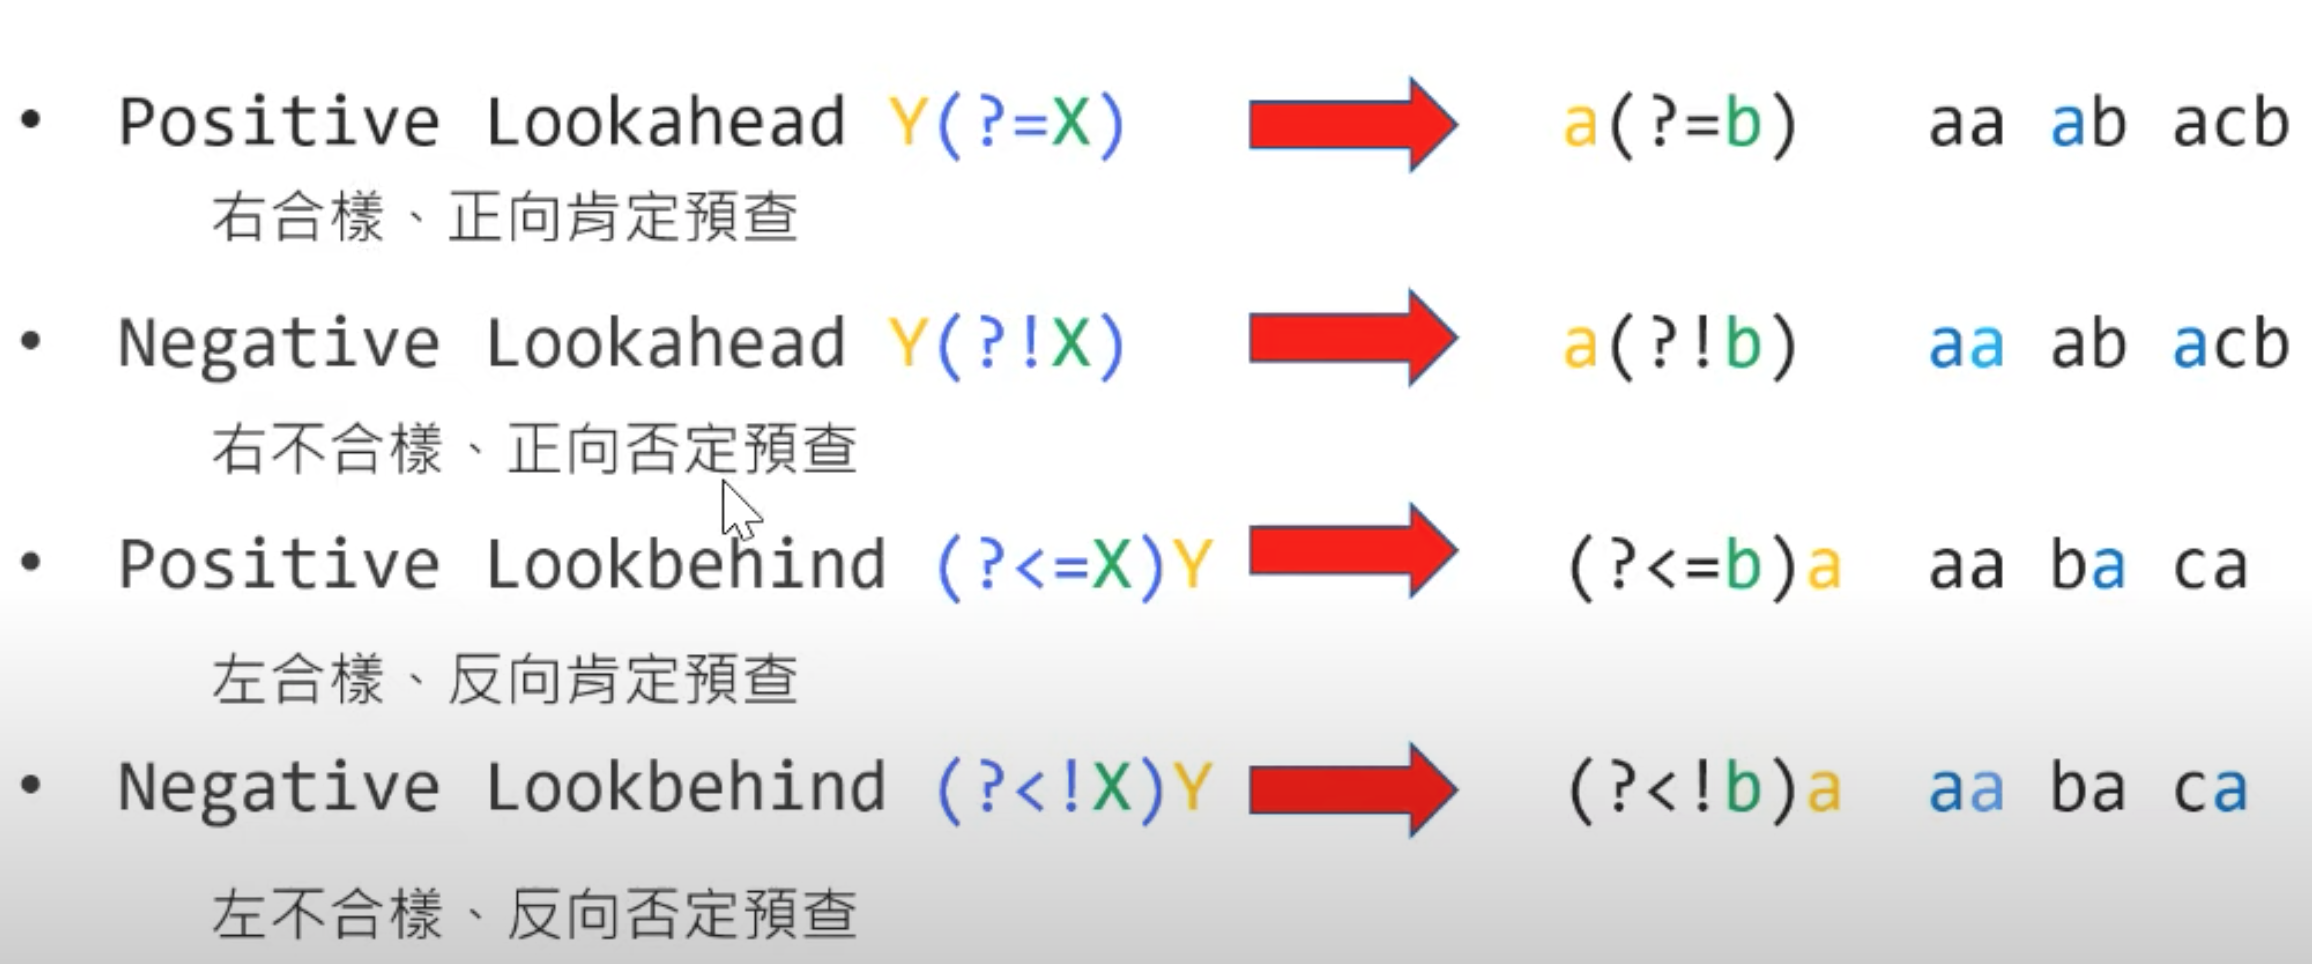 • Positive Lookahead Y(?=X) a(?=b) aa ab acb
右合樣、正向肯定預查
• Negative Lookahead Y(?!X) a(?!b) aa ab acb
右不合樣、正向否定預查
• Positive Lookbehind (?<=X)Y (?<=b)a aa ba ca
左合樣、反向肯定預查
• Negative Lookbehind (?<!X)Y (?<!b)a aa ba ca
左不合樣、反向否定預查